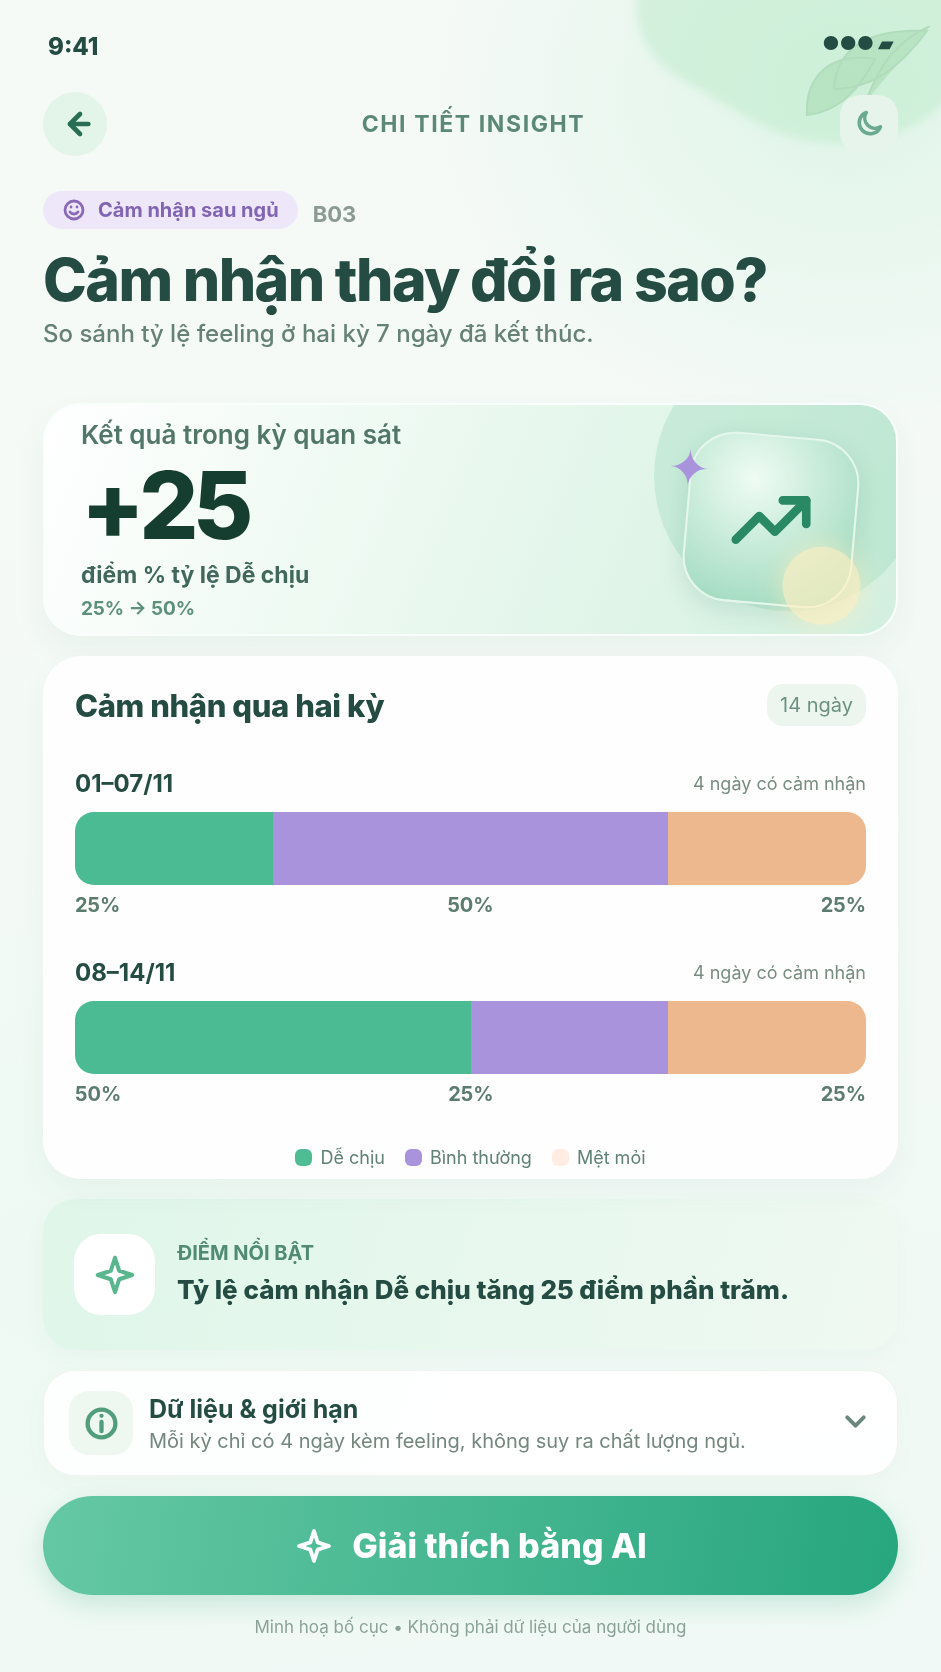 9:41
CHI TIẾT INSIGHT
Cảm nhận sau ngủ B03
Cảm nhận thay đổi ra sao?
So sánh tỷ lệ feeling ở hai kỳ 7 ngày đã kết thúc.
Kết quả trong kỳ quan sát
+25
điểm % tỷ lệ Dễ chịu
25% → 50%
Cảm nhận qua hai kỳ 14 ngày
01–07/11 4 ngày có cảm nhận
25% 50% 25%
08–14/11 4 ngày có cảm nhận
50% 25% 25%
Dễ chịu Bình thường Mệt mỏi
ĐIỂM NỔI BẬT
Tỷ lệ cảm nhận Dễ chịu tăng 25 điểm phần trăm.
Dữ liệu & giới hạn
Mỗi kỳ chỉ có 4 ngày kèm feeling, không suy ra chất lượng ngủ.
Giải thích bằng AI
Minh hoạ bố cục • Không phải dữ liệu của người dùng